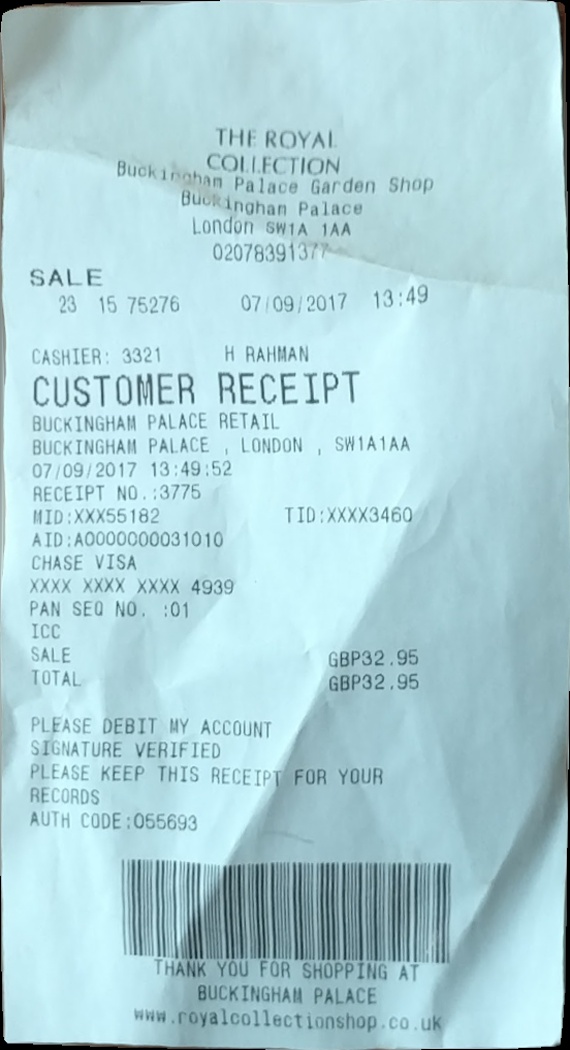 THE ROYAL
COLLECTION
Buckingham Palace Garden Shop
Buckingham Palace
London SW1A 1AA
02078391377
SALE
23 15 75276 07/09/2017 13:49
CASHIER: 3321 H RAHMAN
CUSTOMER RECEIPT
BUCKINGHAM PALACE RETAIL
BUCKINGHAM PALACE , LONDON , SW1A1AA
07/09/2017 13:49:52
RECEIPT NO.:3775
MID:XXX55182 TID:XXXX3460
AID:A0000000031010
CHASE VISA
XXXX XXXX XXXX 4939
PAN SEQ NO. :01
ICC
SALE GBP32.95
TOTAL GBP32.95
PLEASE DEBIT MY ACCOUNT
SIGNATURE VERIFIED
PLEASE KEEP THIS RECEIPT FOR YOUR
RECORDS
AUTH CODE:055693
THANK YOU FOR SHOPPING AT
BUCKINGHAM PALACE
www.royalcollectionshop.co.uk